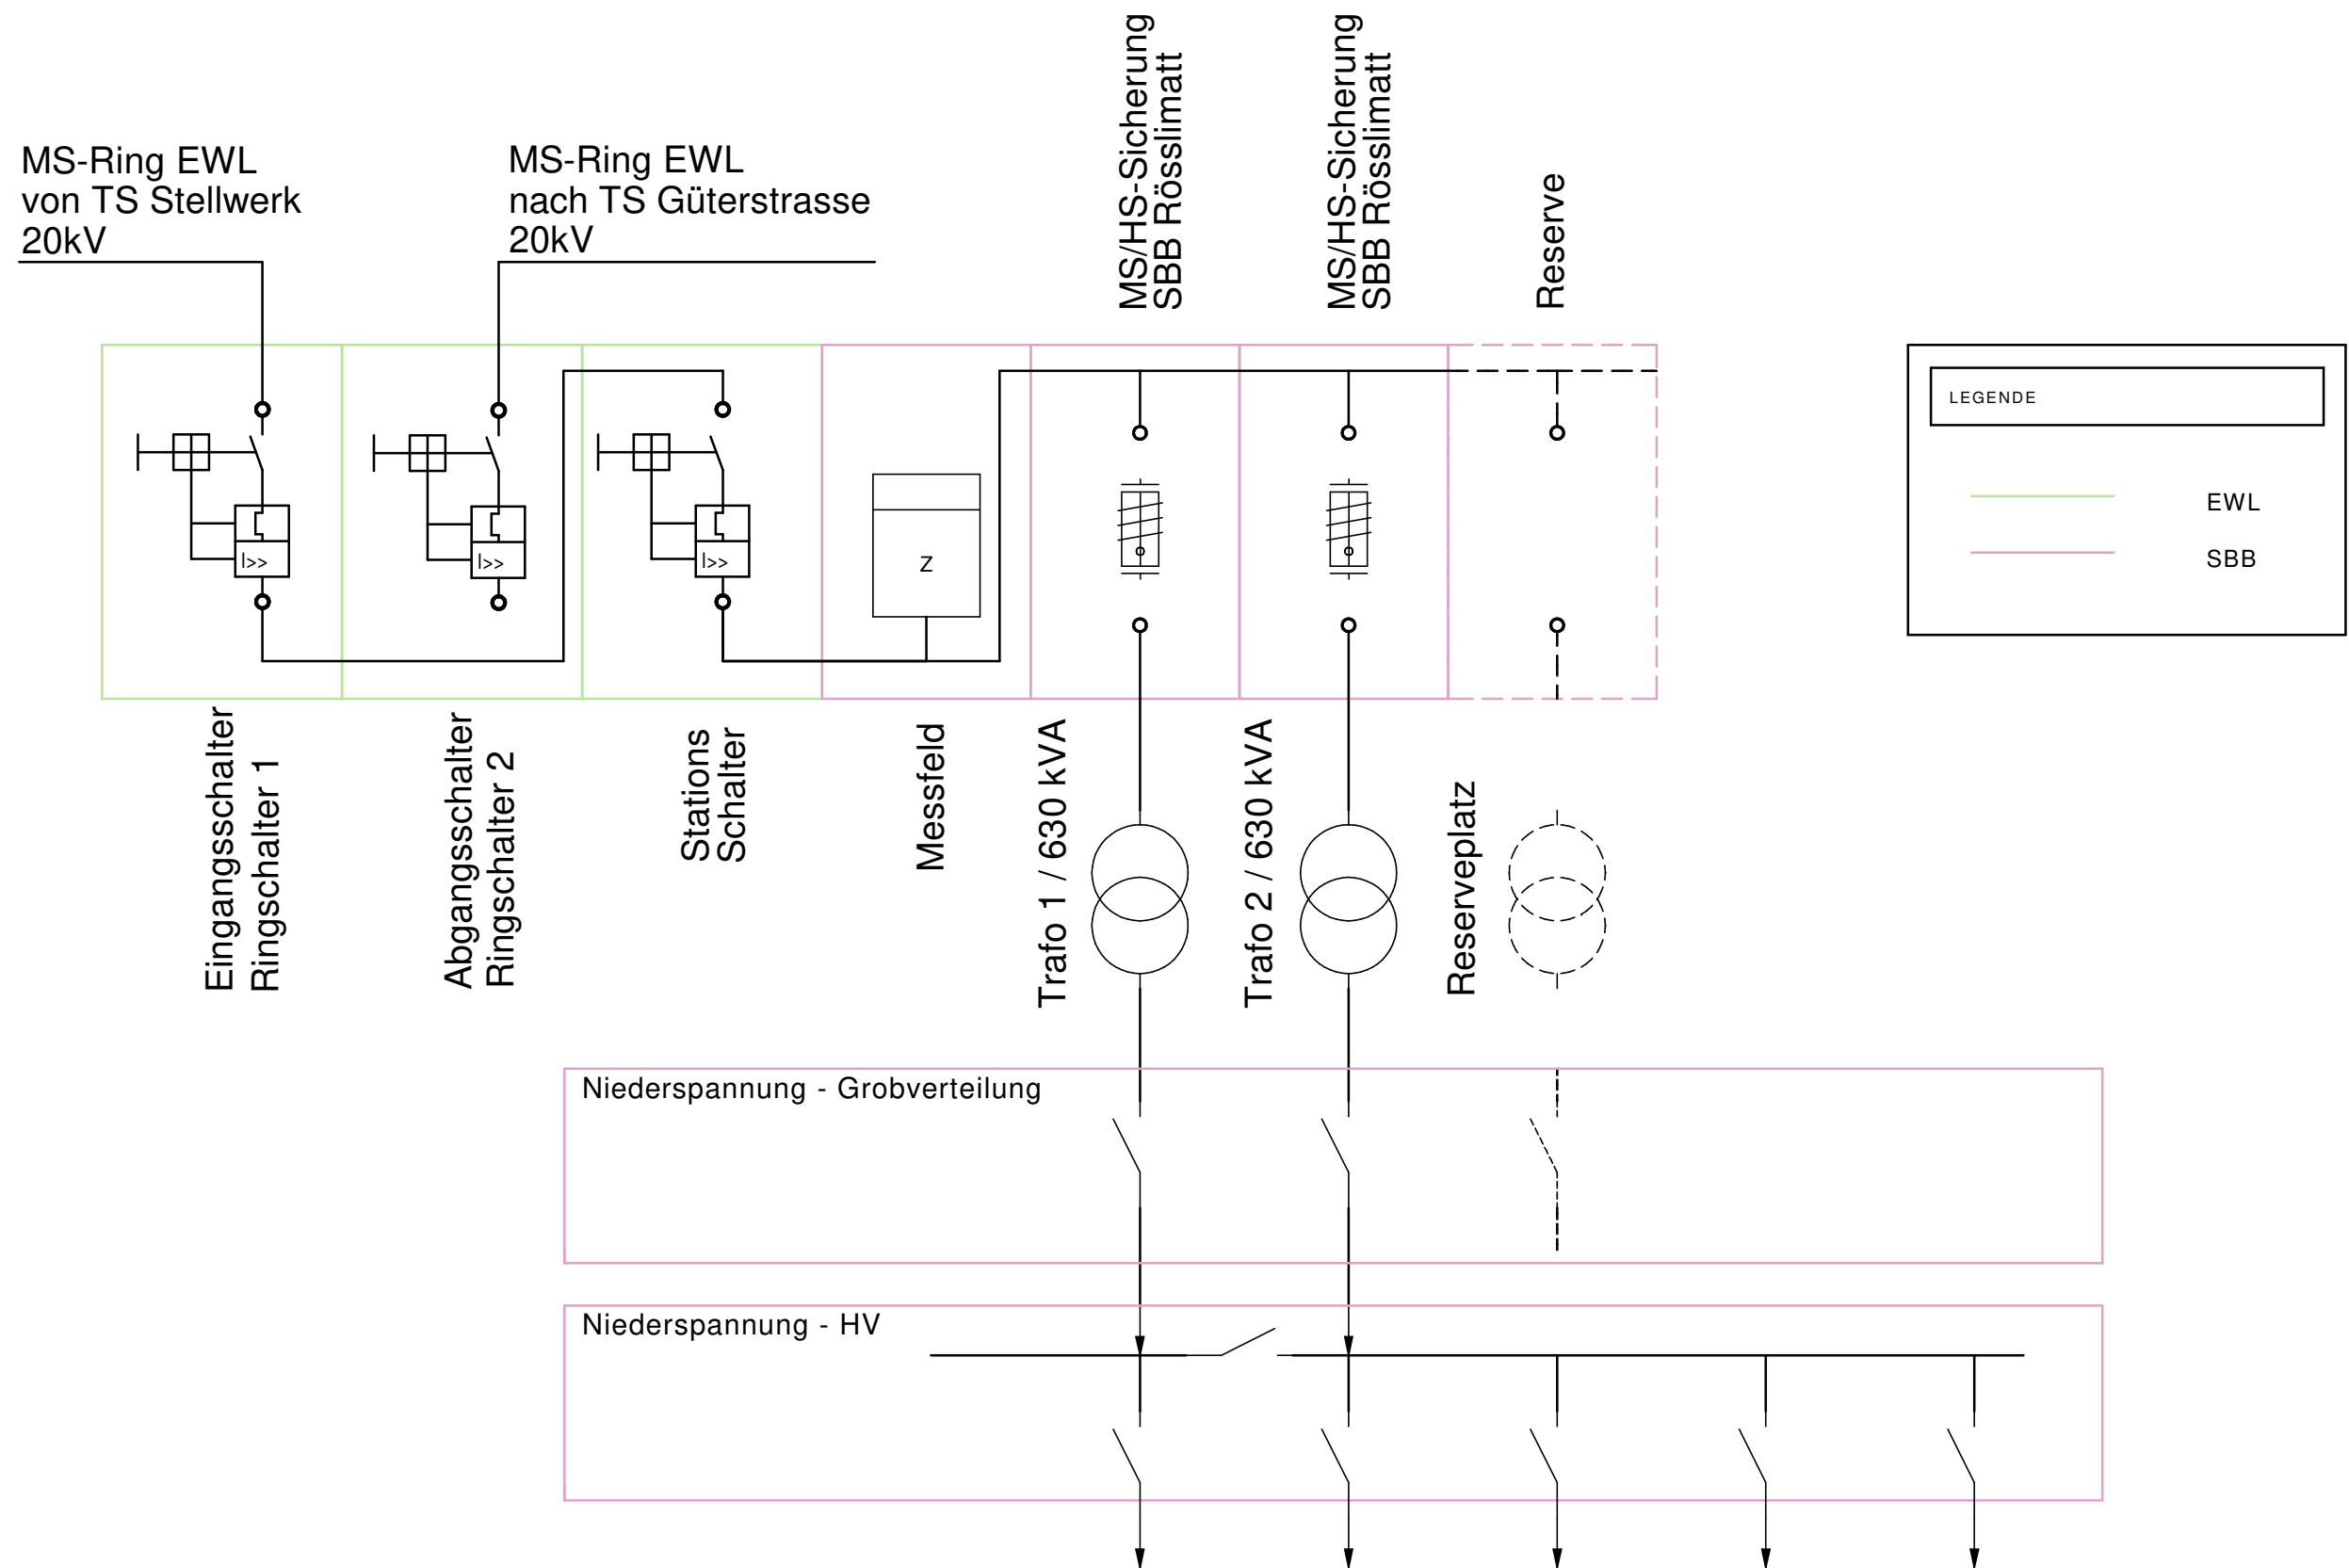 MS-Ring EWL
von TS Stellwerk
20kV
MS-Ring EWL
nach TS Güterstrasse
20kV
MS/HS-Sicherung
SBB Rösslimatt
MS/HS-Sicherung
SBB Rösslimatt
Reserve
LEGENDE
EWL
SBB
I>>
I>>
I>>
Z
Eingangsschalter
Ringschalter 1
Abgangsschalter
Ringschalter 2
Stations
Schalter
Messfeld
Trafo 1 / 630 kVA
Trafo 2 / 630 kVA
Reserveplatz
Niederspannung - Grobverteilung
Niederspannung - HV